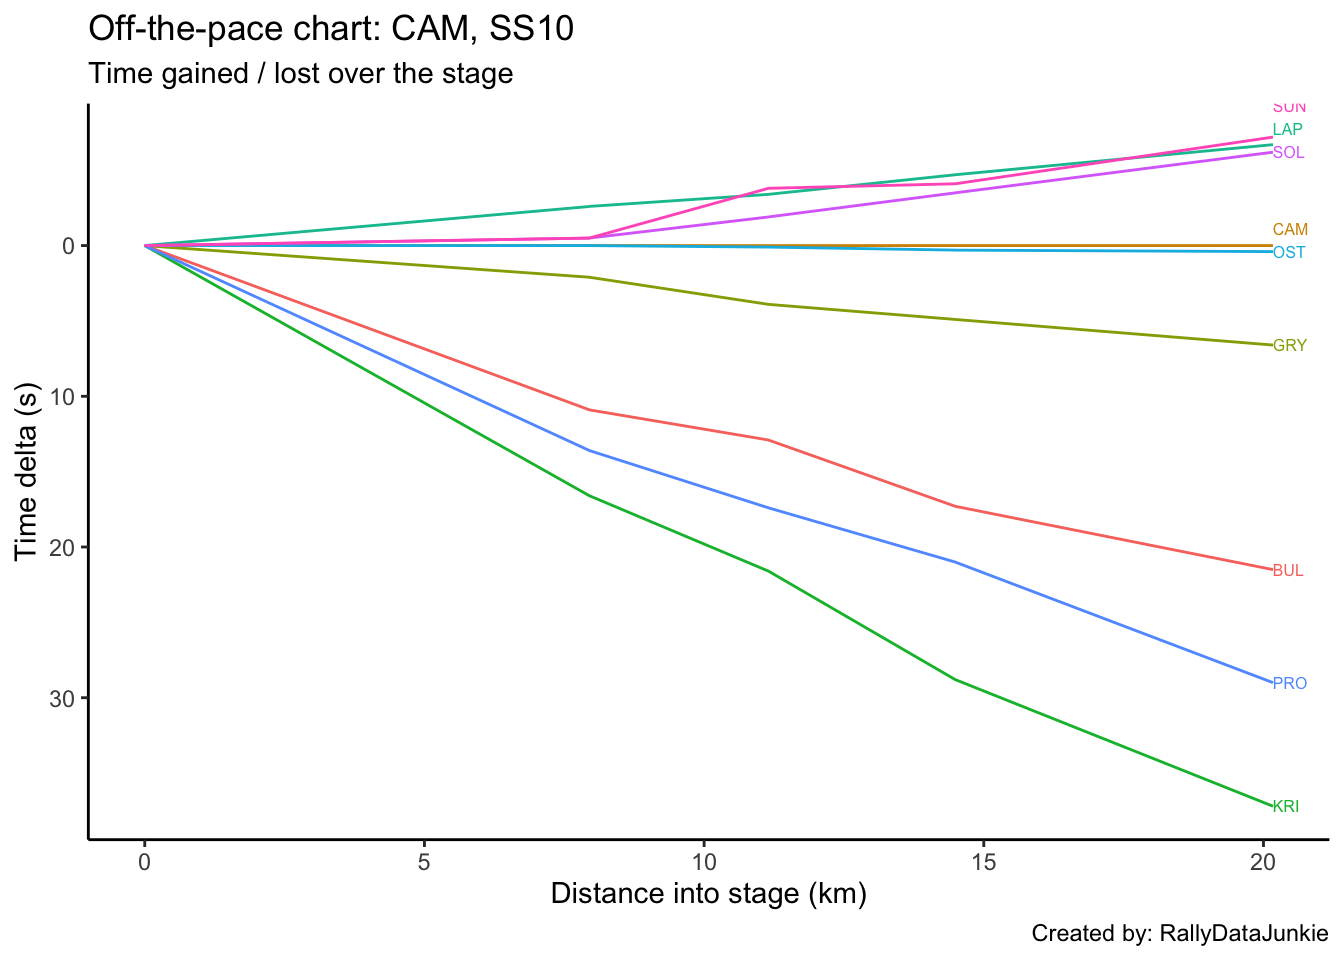 Off-the-pace chart: CAM, SS10
Time gained / lost over the stage
SUN
LAP
SOL
CAM
OST
GRY
BUL
PRO
KRI
Time delta (s)
0
10
20
30
0 5 10 15 20
Distance into stage (km)
Created by: RallyDataJunkie